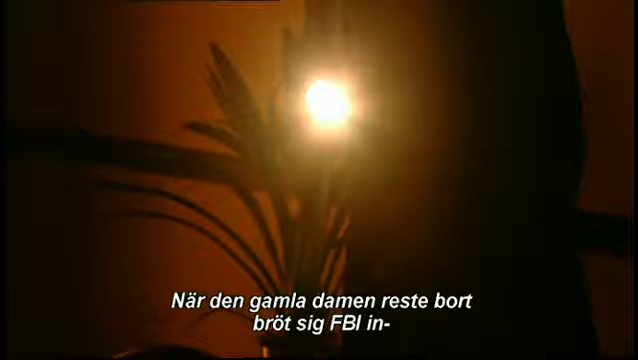 När den gamla damen reste bort
bröt sig FBI in-